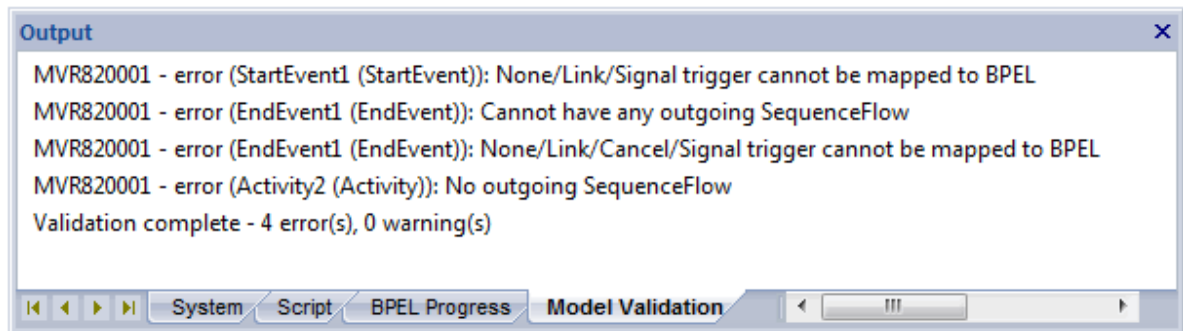 Output
MVR820001 - error (StartEvent1 (StartEvent)): None/Link/Signal trigger cannot be mapped to BPEL
MVR820001 - error (EndEvent1 (EndEvent)): Cannot have any outgoing SequenceFlow
MVR820001 - error (EndEvent1 (EndEvent)): None/Link/Cancel/Signal trigger cannot be mapped to BPEL
MVR820001 - error (Activity2 (Activity)): No outgoing SequenceFlow
Validation complete - 4 error(s), 0 warning(s)
System Script BPEL Progress Model Validation